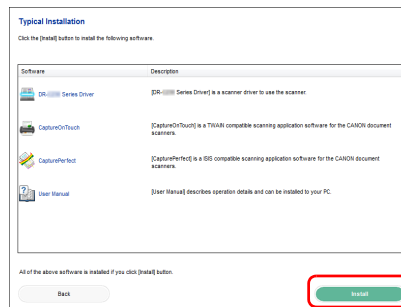 Typical Installation
Click the [Install] button to install the following software.
Software Description
DR- Series Driver [DR- Series Driver] is a scanner driver to use the scanner.
CaptureOnTouch [CaptureOnTouch] is a TWAIN compatible scanning application software for the CANON document
scanners.
CapturePerfect [CapturePerfect] is a ISIS compatible scanning application software for the CANON document
scanners.
User Manual [User Manual] describes operation details and can be installed to your PC.
All of the above software is installed if you click [Install] button.
Back Install